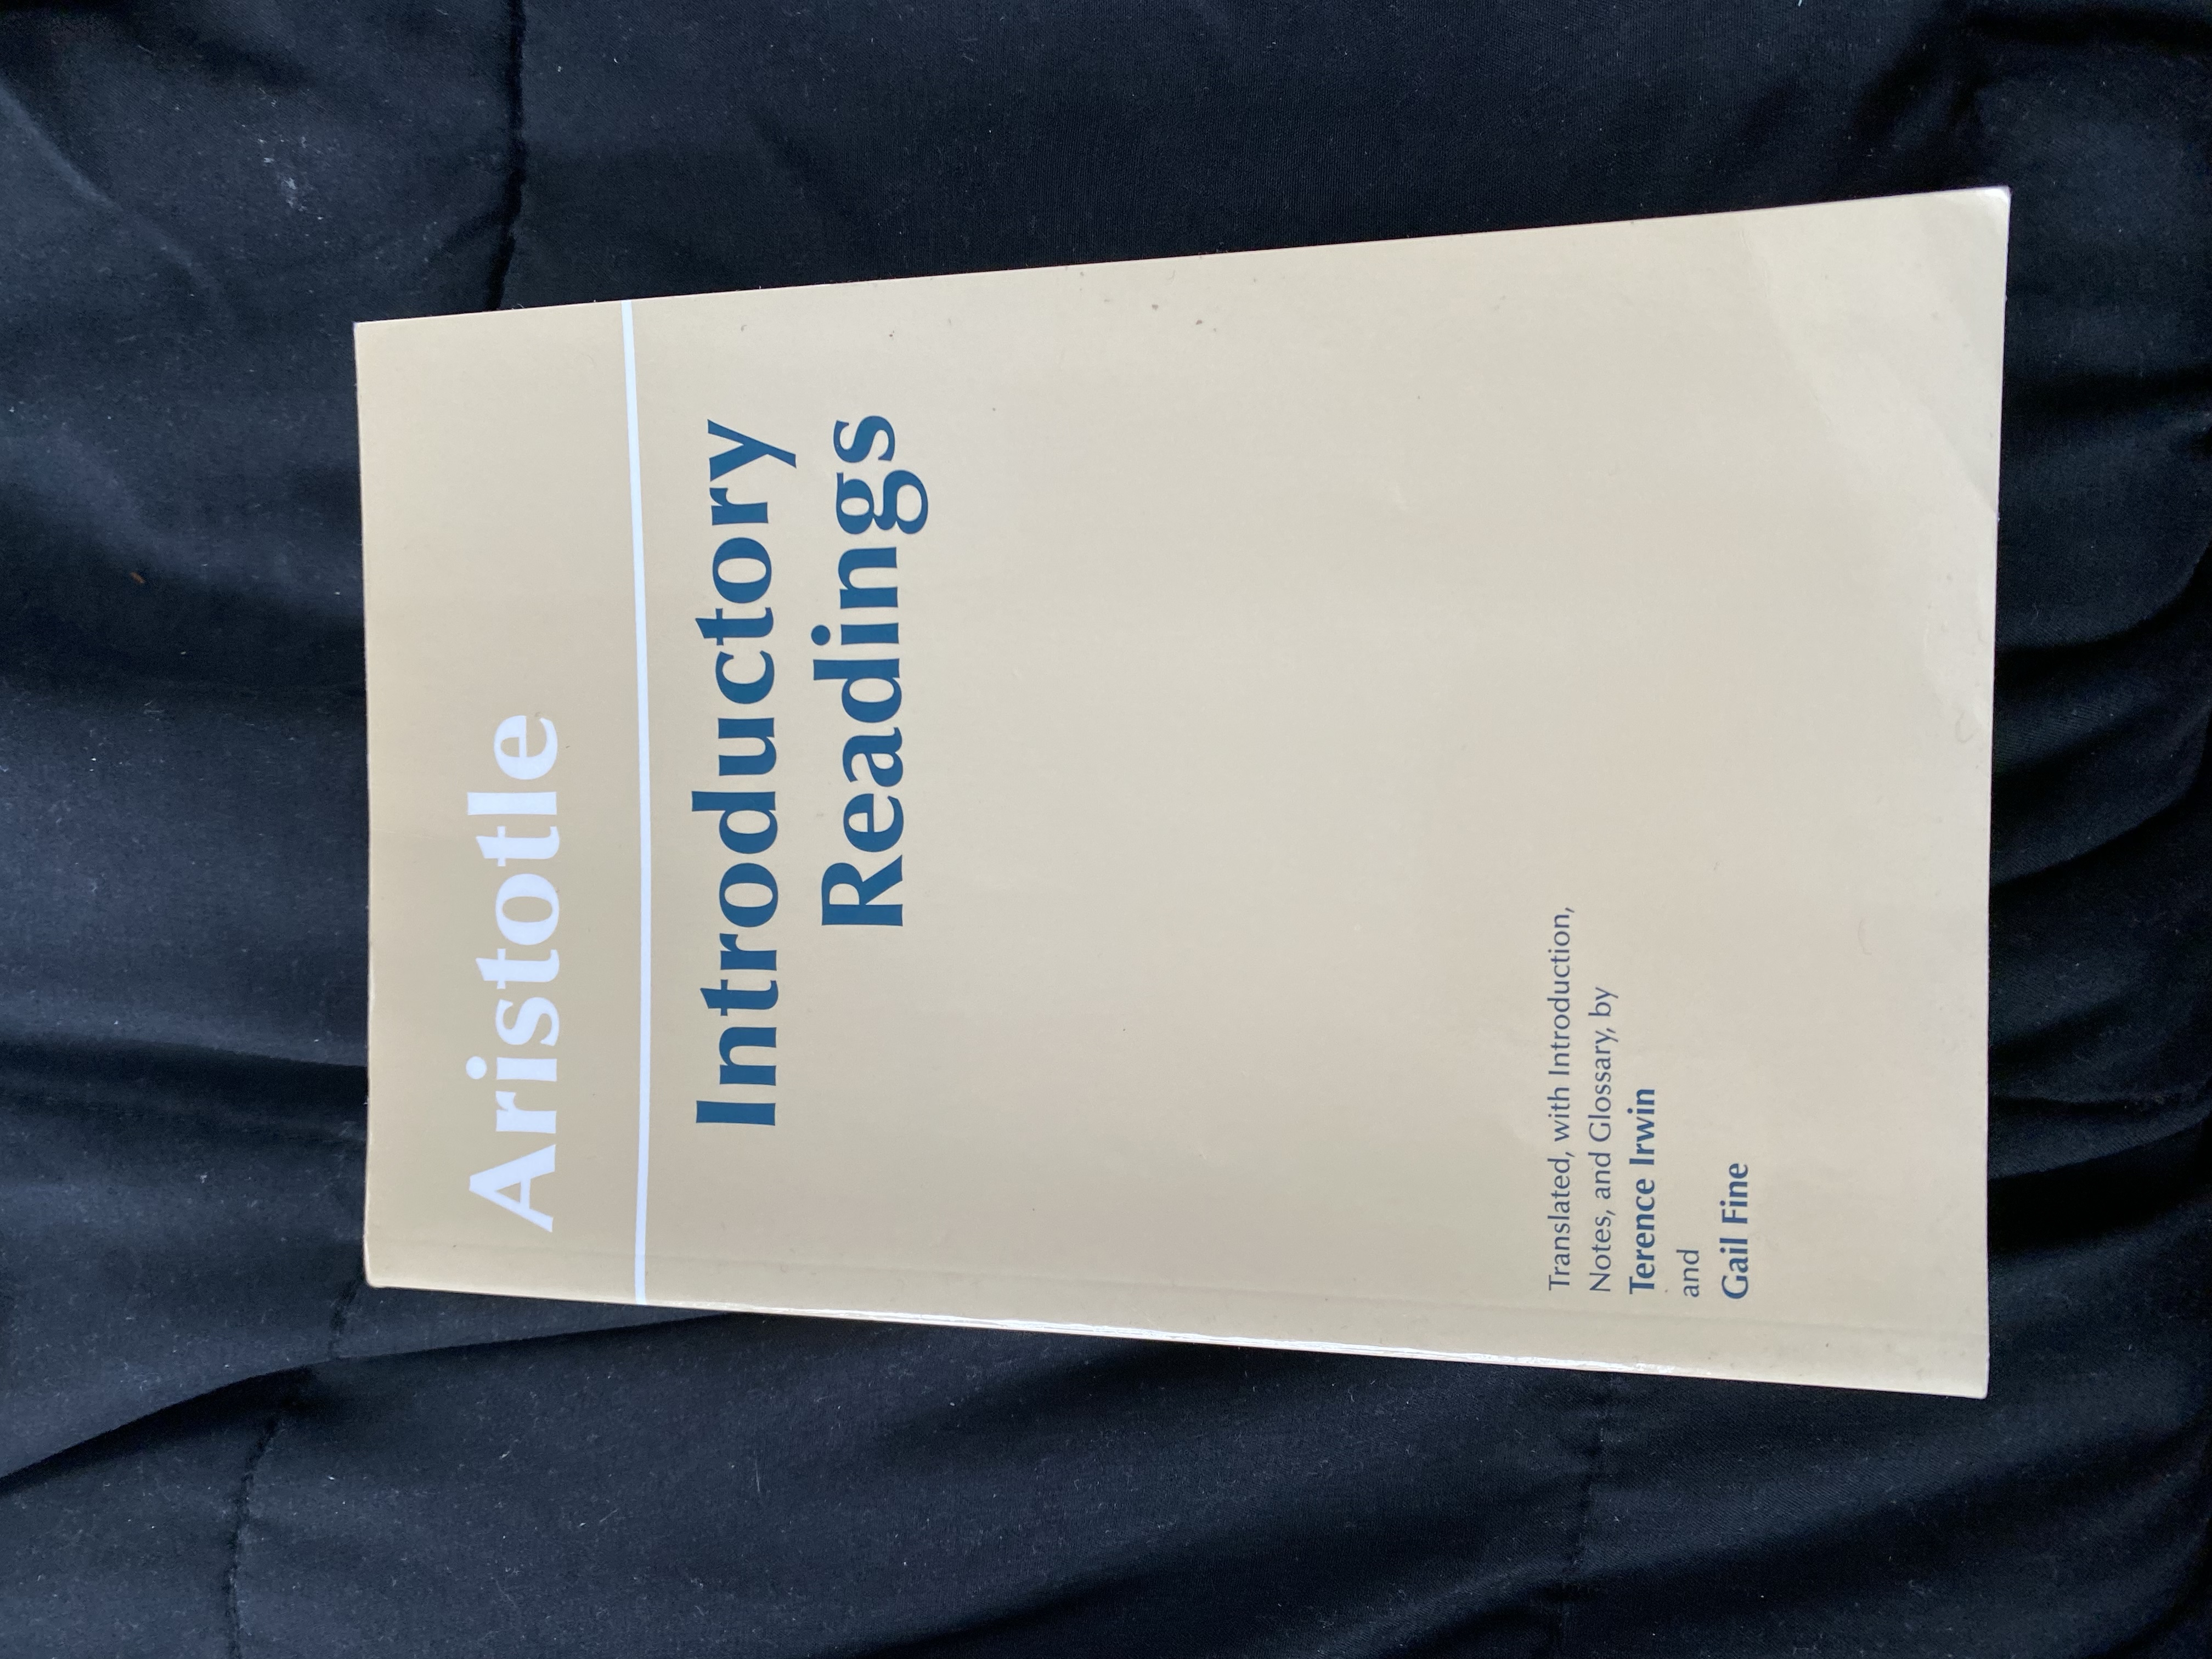 Aristotle
Introductory
Readings
Translated, with Introduction,
Notes, and Glossary, by
Terence Irwin
and
Gail Fine